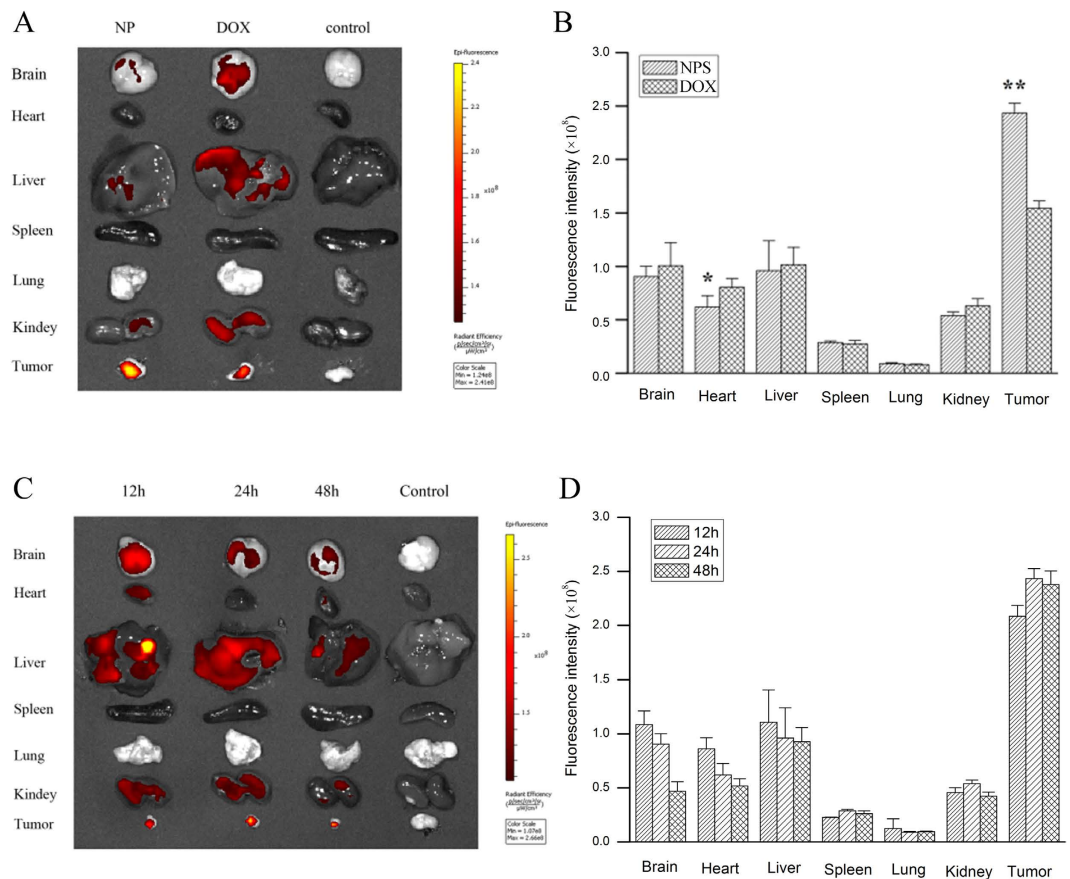 A
NP DOX control
Brain
Heart
Liver
Spleen
Lung
Kindey
Tumor
Epi-fluorescence
2.4
2.2
2.0
x10⁸
1.8
1.6
1.4
Radiant Efficiency
Color Scale
Min = 1.24e8
Max = 2.41e8
B
Fluorescence intensity (×10⁸)
3.0
2.5
2.0
1.5
1.0
0.5
0.0
NPS
DOX
*
**
Brain Heart Liver Spleen Lung Kidney Tumor
C
12h 24h 48h Control
Brain
Heart
Liver
Spleen
Lung
Kindey
Tumor
Epi-fluorescence
2.5
2.0
x10⁸
1.5
Radiant Efficiency
Color Scale
Min = 1.07e8
Max = 2.66e8
D
Fluorescence intensity (×10⁸)
3.0
2.5
2.0
1.5
1.0
0.5
0.0
12h
24h
48h
Brain Heart Liver Spleen Lung Kidney Tumor